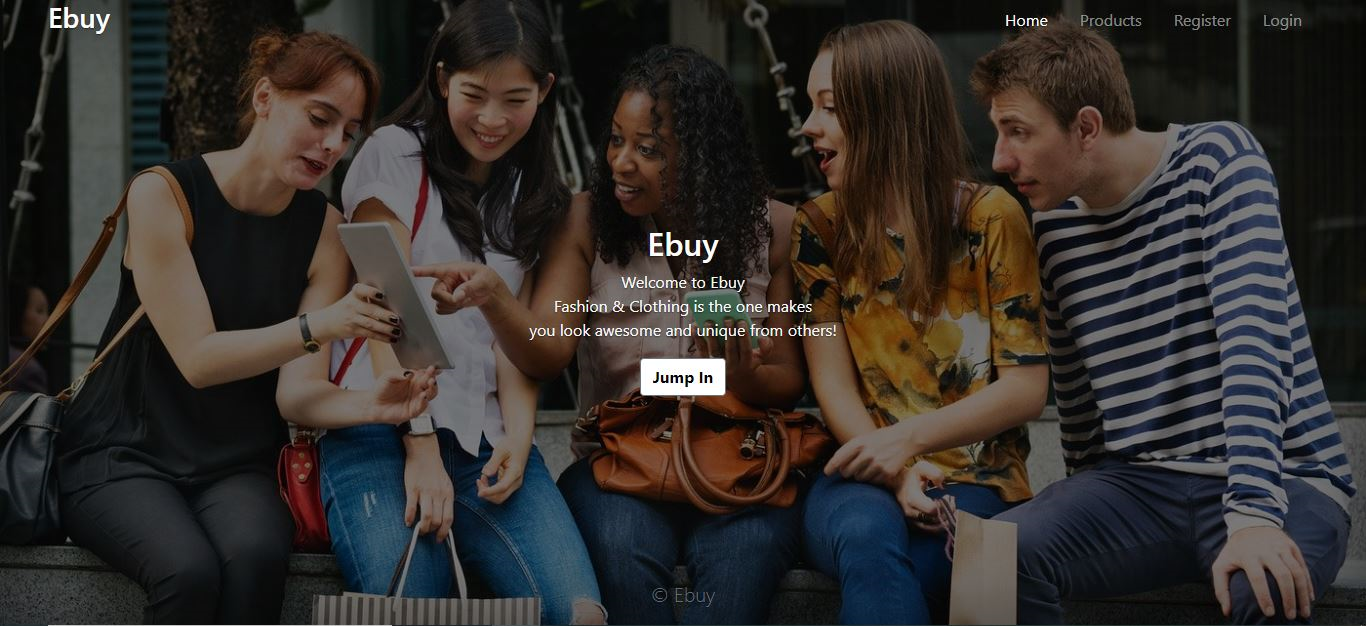 Ebuy
Home Products Register Login
Ebuy
Welcome to Ebuy
Fashion & Clothing is the one makes
you look awesome and unique from others!
Jump In
© Ebuy